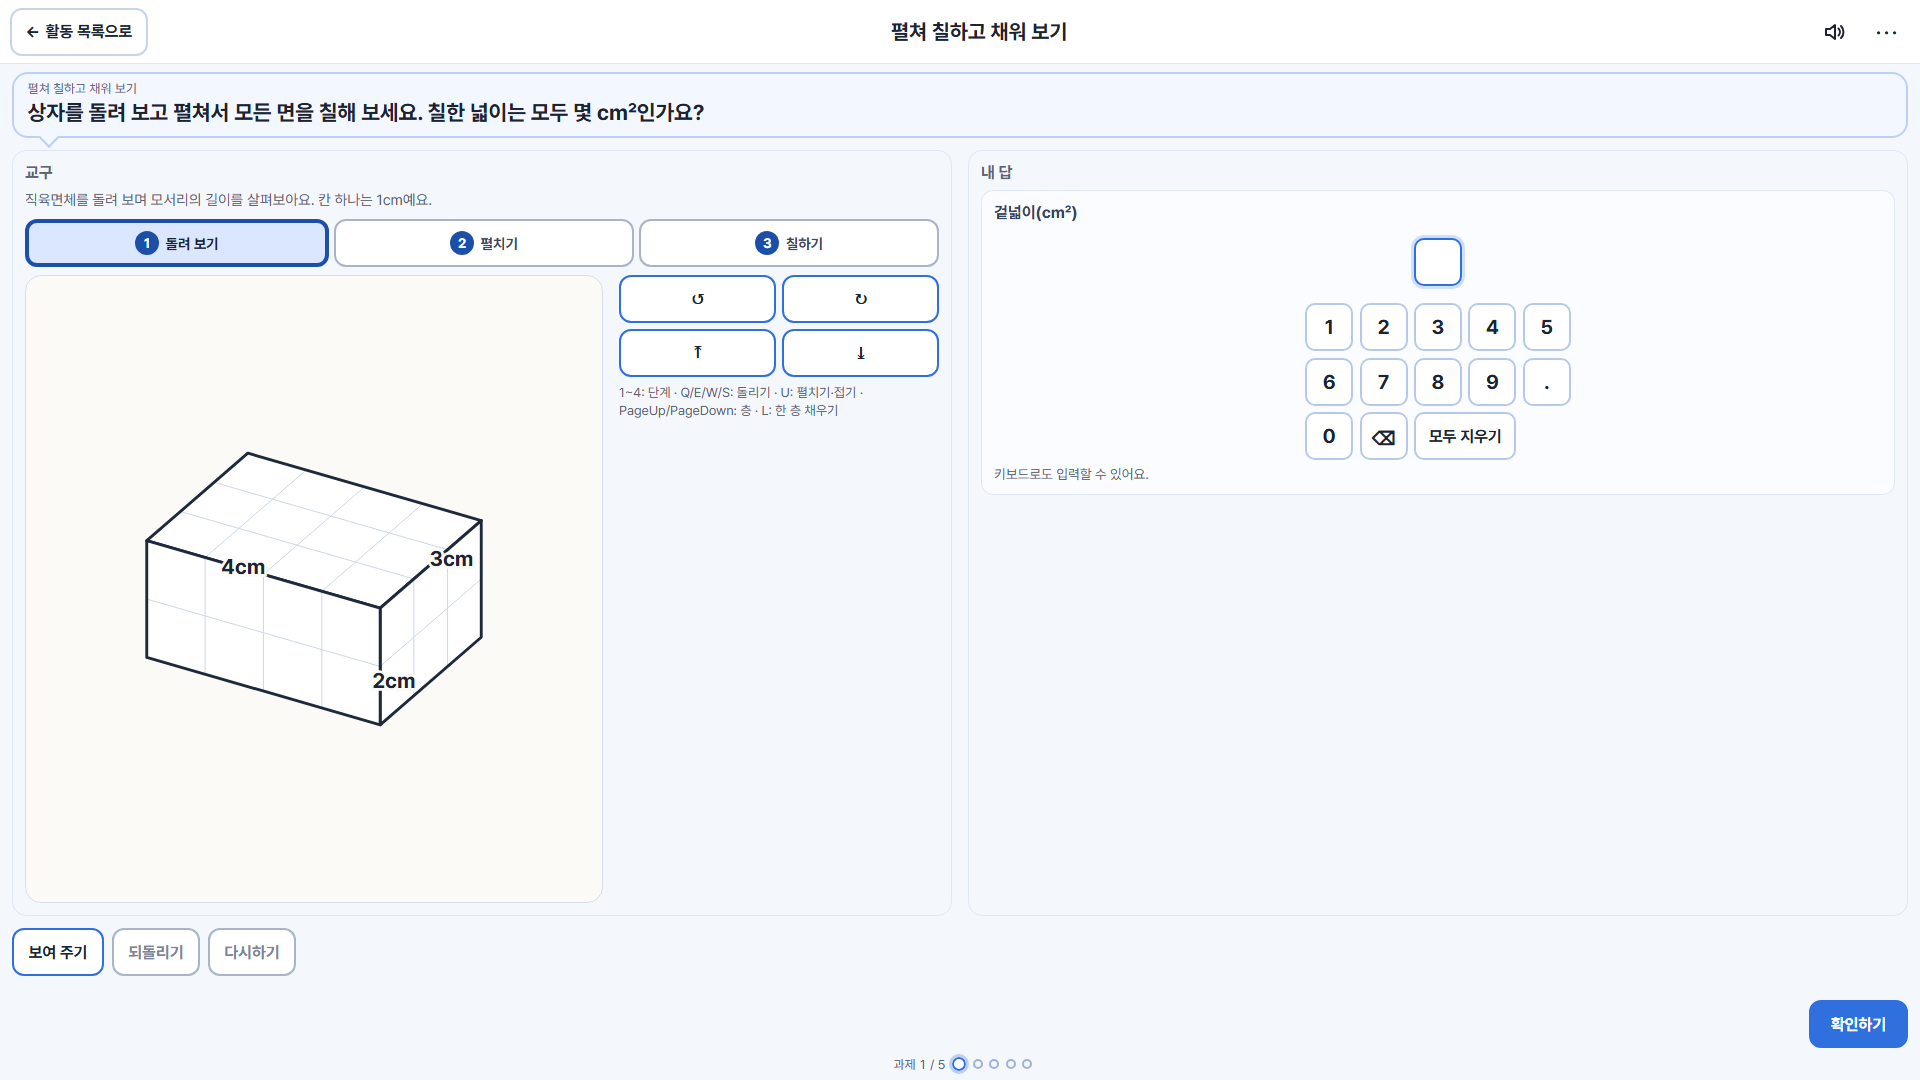 ← 활동 목록으로
펼쳐 칠하고 채워 보기
펼쳐 칠하고 채워 보기
상자를 돌려 보고 펼쳐서 모든 면을 칠해 보세요. 칠한 넓이는 모두 몇 cm²인가요?
교구
직육면체를 돌려 보며 모서리의 길이를 살펴보아요. 칸 하나는 1cm예요.
1 돌려 보기
2 펼치기
3 칠하기
↺ ↻
⤒ ⤓
1~4: 단계 · Q/E/W/S: 돌리기 · U: 펼치기·접기 ·
PageUp/PageDown: 층 · L: 한 층 채우기
4cm
3cm
2cm
내 답
겉넓이(cm²)
1 2 3 4 5
6 7 8 9 .
0 ⌫ 모두 지우기
키보드로도 입력할 수 있어요.
보여 주기
되돌리기
다시하기
확인하기
과제 1 / 5